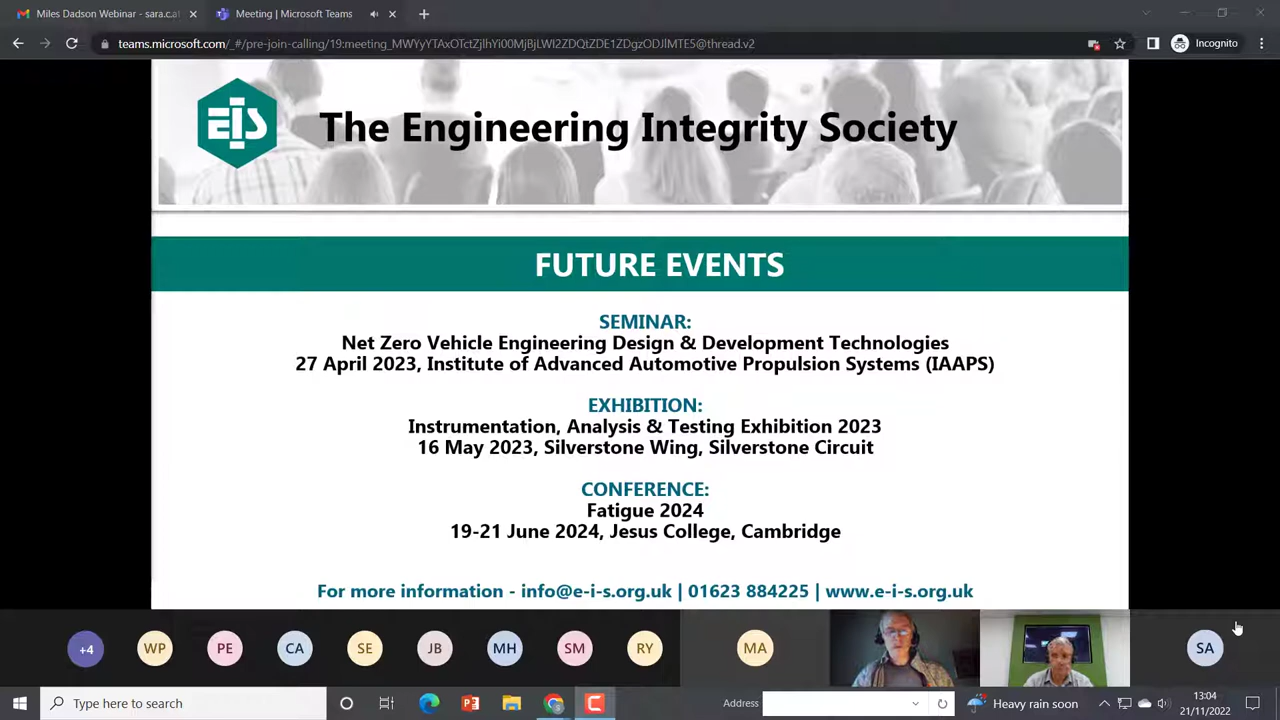 Miles Dadson Webinar - sara.c.at
Meeting | Microsoft Teams
teams.microsoft.com/_#/pre-join-calling/19:meeting_MWYyYTAxOTctZjlhYi00MjBjLWI2ZDQtZDE1ZDgzODJlMTE5@thread.v2
Incognito
EIS
The Engineering Integrity Society
FUTURE EVENTS
SEMINAR:
Net Zero Vehicle Engineering Design & Development Technologies
27 April 2023, Institute of Advanced Automotive Propulsion Systems (IAAPS)
EXHIBITION:
Instrumentation, Analysis & Testing Exhibition 2023
16 May 2023, Silverstone Wing, Silverstone Circuit
CONFERENCE:
Fatigue 2024
19-21 June 2024, Jesus College, Cambridge
For more information - info@e-i-s.org.uk | 01623 884225 | www.e-i-s.org.uk
+4 WP PE CA SE JB MH SM RY MA SA
Type here to search
Address
Heavy rain soon
13:04
21/11/2022